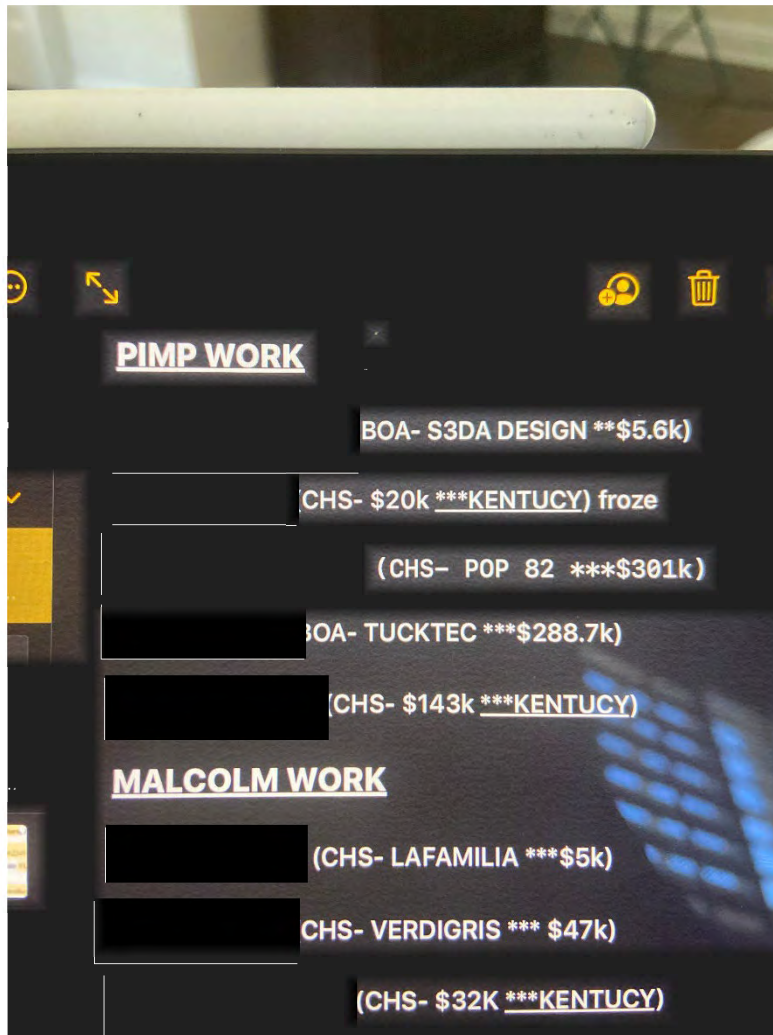 PIMP WORK
BOA- S3DA DESIGN **$5.6k)
(CHS- $20k ***KENTUCY) froze
(CHS- POP 82 ***$301k)
BOA- TUCKTEC ***$288.7k)
(CHS- $143k ***KENTUCY)
MALCOLM WORK
(CHS- LAFAMILIA ***$5k)
CHS- VERDIGRIS *** $47k)
(CHS- $32K ***KENTUCY)